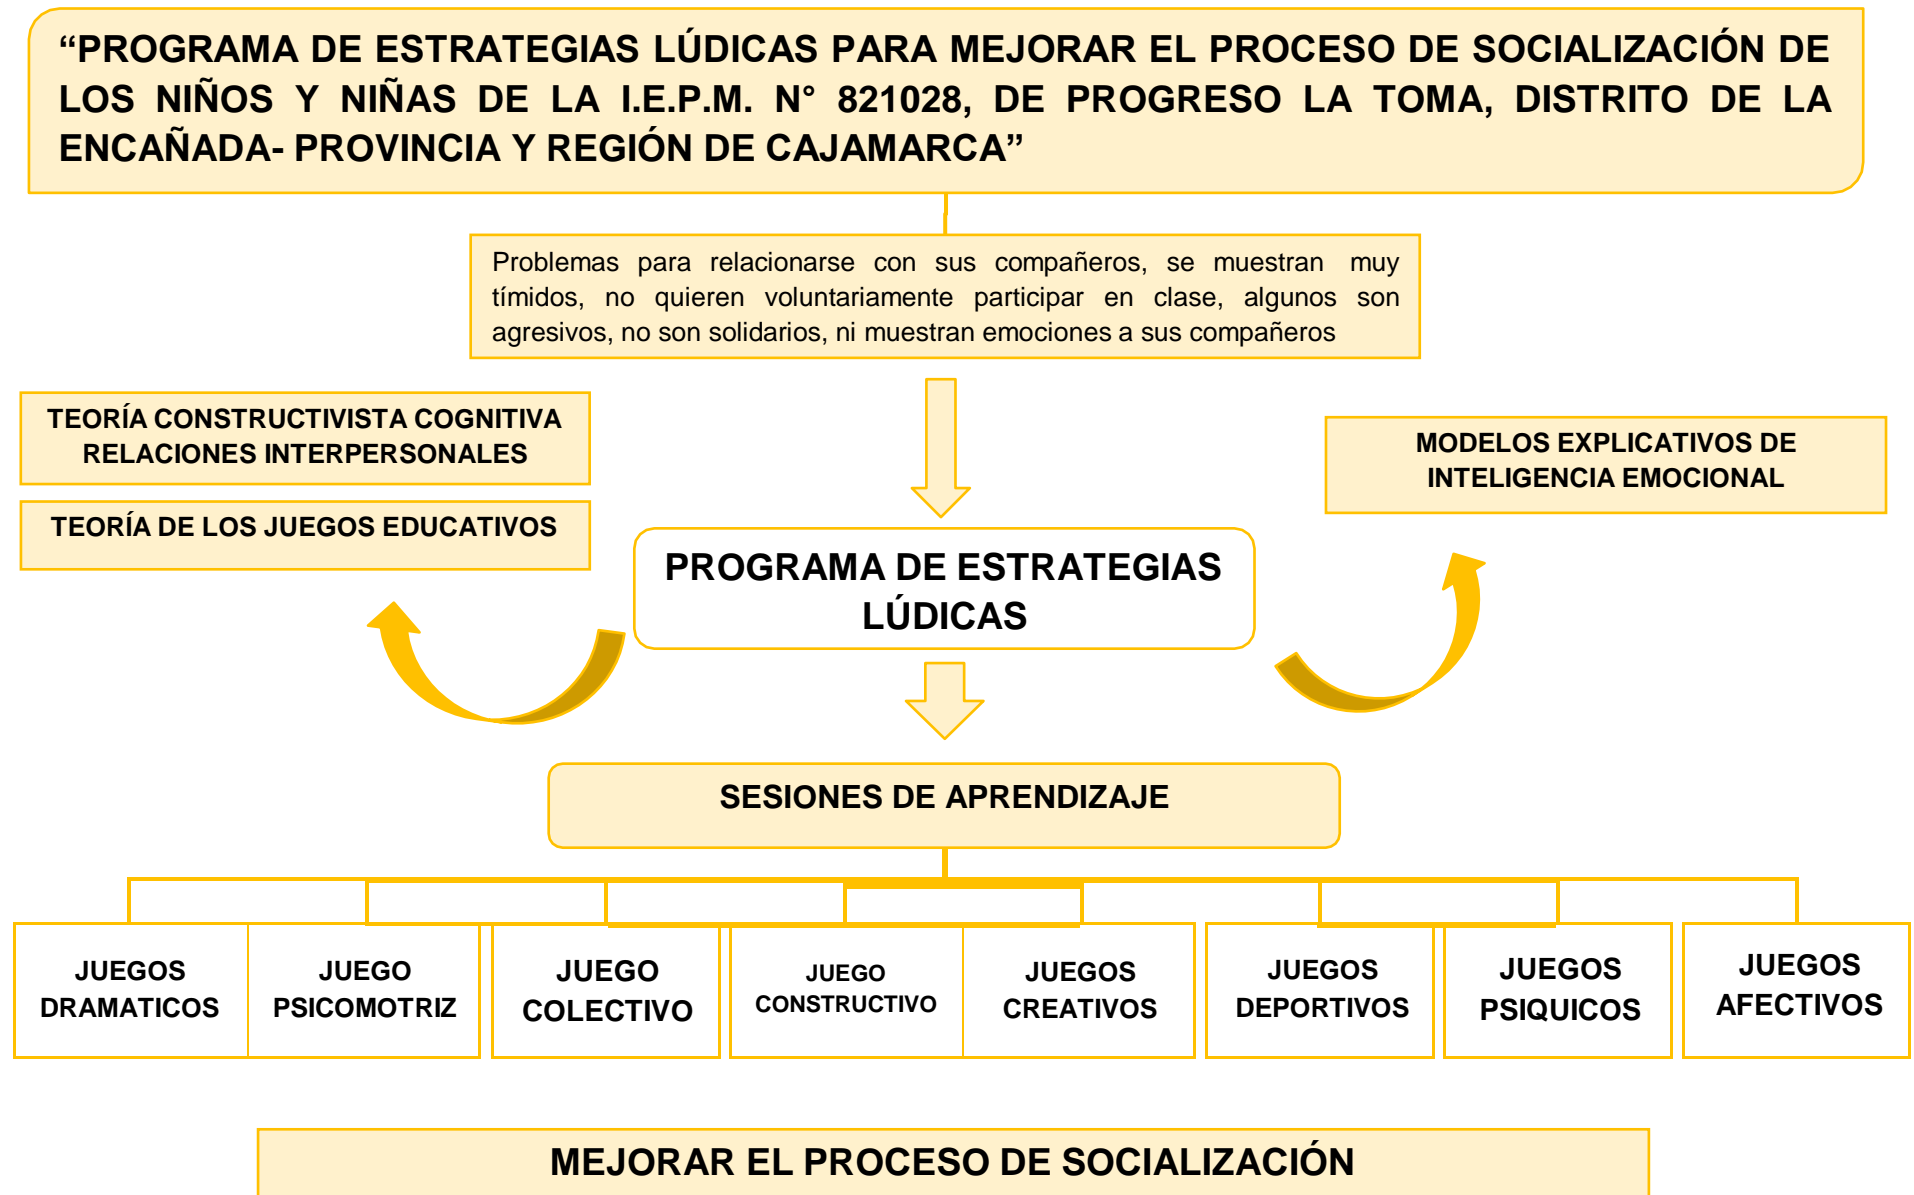 “PROGRAMA DE ESTRATEGIAS LÚDICAS PARA MEJORAR EL PROCESO DE SOCIALIZACIÓN DE
LOS NIÑOS Y NIÑAS DE LA I.E.P.M. N° 821028, DE PROGRESO LA TOMA, DISTRITO DE LA
ENCAÑADA- PROVINCIA Y REGIÓN DE CAJAMARCA”
Problemas para relacionarse con sus compañeros, se muestran muy
tímidos, no quieren voluntariamente participar en clase, algunos son
agresivos, no son solidarios, ni muestran emociones a sus compañeros
TEORÍA CONSTRUCTIVISTA COGNITIVA
RELACIONES INTERPERSONALES
TEORÍA DE LOS JUEGOS EDUCATIVOS
MODELOS EXPLICATIVOS DE
INTELIGENCIA EMOCIONAL
PROGRAMA DE ESTRATEGIAS
LÚDICAS
SESIONES DE APRENDIZAJE
JUEGOS
DRAMATICOS
JUEGO
PSICOMOTRIZ
JUEGO
COLECTIVO
JUEGO
CONSTRUCTIVO
JUEGOS
CREATIVOS
JUEGOS
DEPORTIVOS
JUEGOS
PSIQUICOS
JUEGOS
AFECTIVOS
MEJORAR EL PROCESO DE SOCIALIZACIÓN